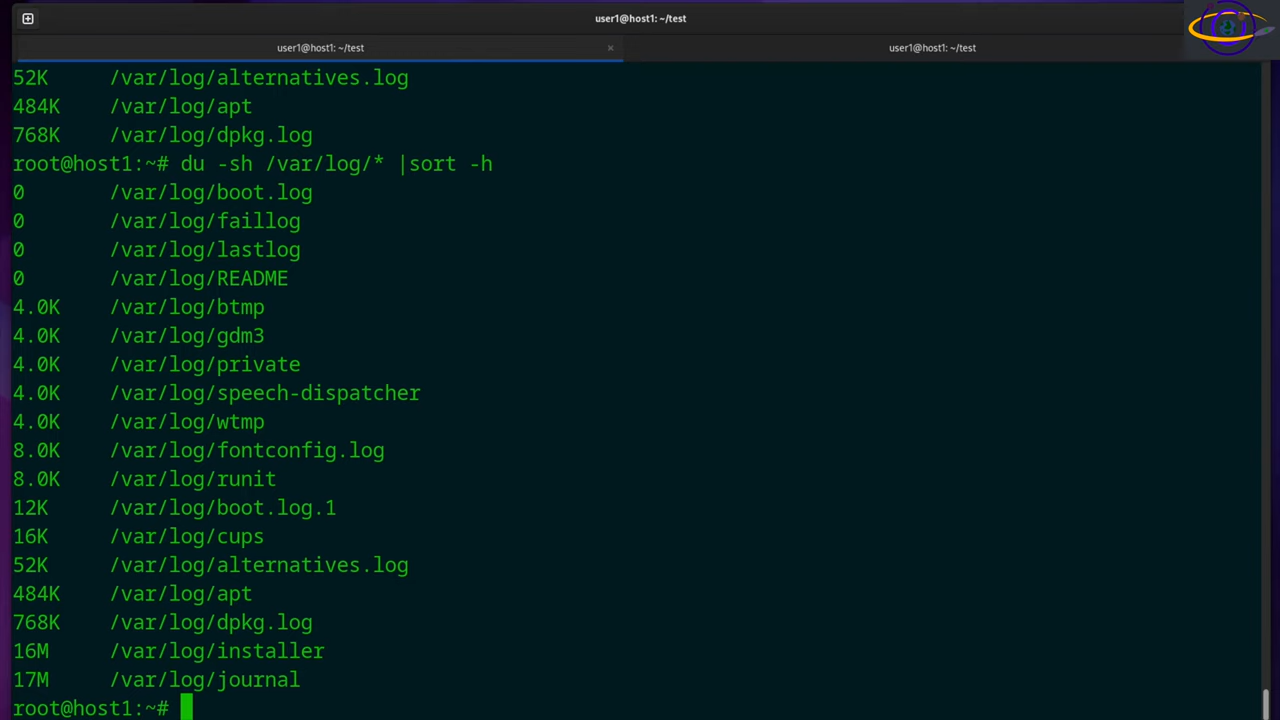 user1@host1: ~/test
user1@host1: ~/test × user1@host1: ~/test
52K /var/log/alternatives.log
484K /var/log/apt
768K /var/log/dpkg.log
root@host1:~# du -sh /var/log/* |sort -h
0 /var/log/boot.log
0 /var/log/faillog
0 /var/log/lastlog
0 /var/log/README
4.0K /var/log/btmp
4.0K /var/log/gdm3
4.0K /var/log/private
4.0K /var/log/speech-dispatcher
4.0K /var/log/wtmp
8.0K /var/log/fontconfig.log
8.0K /var/log/runit
12K /var/log/boot.log.1
16K /var/log/cups
52K /var/log/alternatives.log
484K /var/log/apt
768K /var/log/dpkg.log
16M /var/log/installer
17M /var/log/journal
root@host1:~#